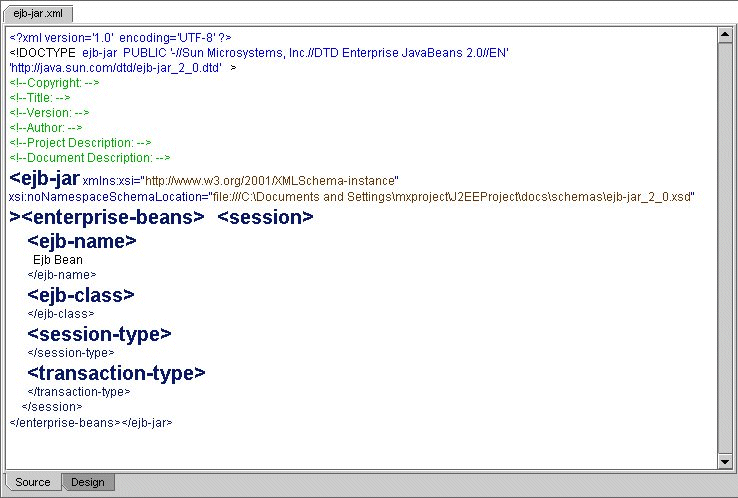 ejb-jar.xml
<?xml version='1.0' encoding='UTF-8' ?>
<!DOCTYPE ejb-jar PUBLIC '-//Sun Microsystems, Inc.//DTD Enterprise JavaBeans 2.0//EN'
'http://java.sun.com/dtd/ejb-jar_2_0.dtd' >
<!--Copyright: -->
<!--Title: -->
<!--Version: -->
<!--Author: -->
<!--Project Description: -->
<!--Document Description: -->
<ejb-jar xmlns:xsi="http://www.w3.org/2001/XMLSchema-instance"
xsi:noNamespaceSchemaLocation="file:///C:\Documents and Settings\mxproject\J2EEProject\docs\schemas\ejb-jar_2_0.xsd"
><enterprise-beans> <session>
<ejb-name>
Ejb Bean
</ejb-name>
<ejb-class>
</ejb-class>
<session-type>
</session-type>
<transaction-type>
</transaction-type>
</session>
</enterprise-beans></ejb-jar>
Source Design